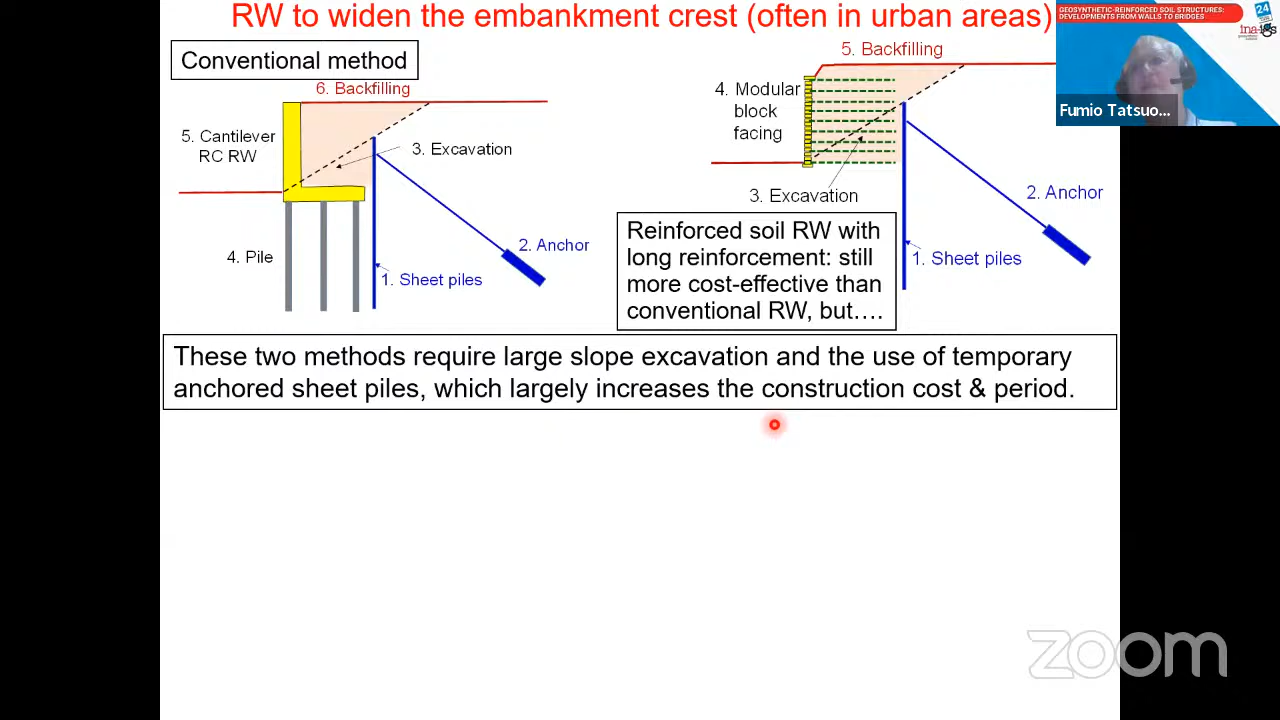 RW to widen the embankment crest (often in urban areas)
GEOSYNTHETIC-REINFORCED SOIL STRUCTURES:
DEVELOPMENTS FROM WALLS TO BRIDGES
24
ina-igs
Fumio Tatsuo...
Conventional method
6. Backfilling
5. Cantilever
RC RW
3. Excavation
4. Pile
2. Anchor
1. Sheet piles
5. Backfilling
4. Modular
block
facing
3. Excavation
2. Anchor
1. Sheet piles
Reinforced soil RW with
long reinforcement: still
more cost-effective than
conventional RW, but....
These two methods require large slope excavation and the use of temporary
anchored sheet piles, which largely increases the construction cost & period.
zoom